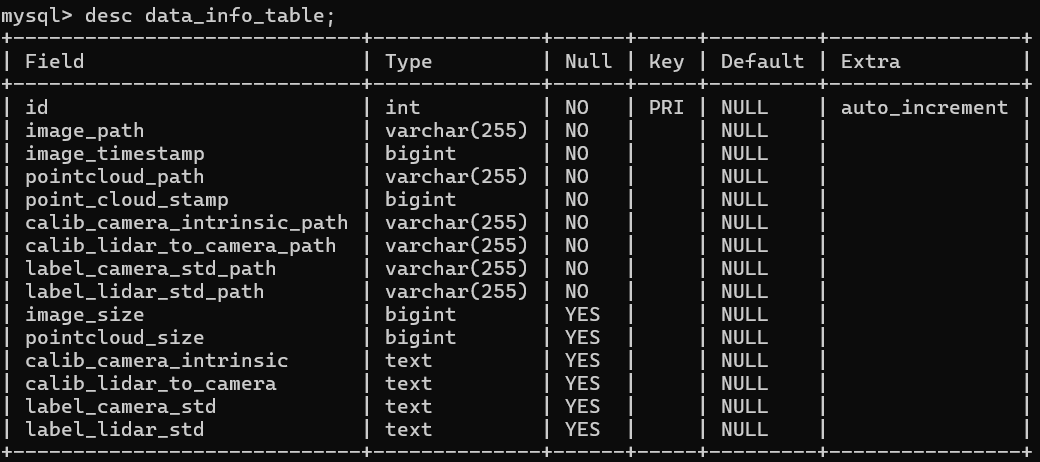 mysql> desc data_info_table;
+-----------------------------+--------------+------+-----+---------+----------------+
| Field                       | Type         | Null | Key | Default | Extra          |
+-----------------------------+--------------+------+-----+---------+----------------+
| id                          | int          | NO   | PRI | NULL    | auto_increment |
| image_path                  | varchar(255) | NO   |     | NULL    |                |
| image_timestamp             | bigint       | NO   |     | NULL    |                |
| pointcloud_path             | varchar(255) | NO   |     | NULL    |                |
| point_cloud_stamp           | bigint       | NO   |     | NULL    |                |
| calib_camera_intrinsic_path | varchar(255) | NO   |     | NULL    |                |
| calib_lidar_to_camera_path  | varchar(255) | NO   |     | NULL    |                |
| label_camera_std_path       | varchar(255) | NO   |     | NULL    |                |
| label_lidar_std_path        | varchar(255) | NO   |     | NULL    |                |
| image_size                  | bigint       | YES  |     | NULL    |                |
| pointcloud_size             | bigint       | YES  |     | NULL    |                |
| calib_camera_intrinsic      | text         | YES  |     | NULL    |                |
| calib_lidar_to_camera       | text         | YES  |     | NULL    |                |
| label_camera_std            | text         | YES  |     | NULL    |                |
| label_lidar_std             | text         | YES  |     | NULL    |                |
+-----------------------------+--------------+------+-----+---------+----------------+